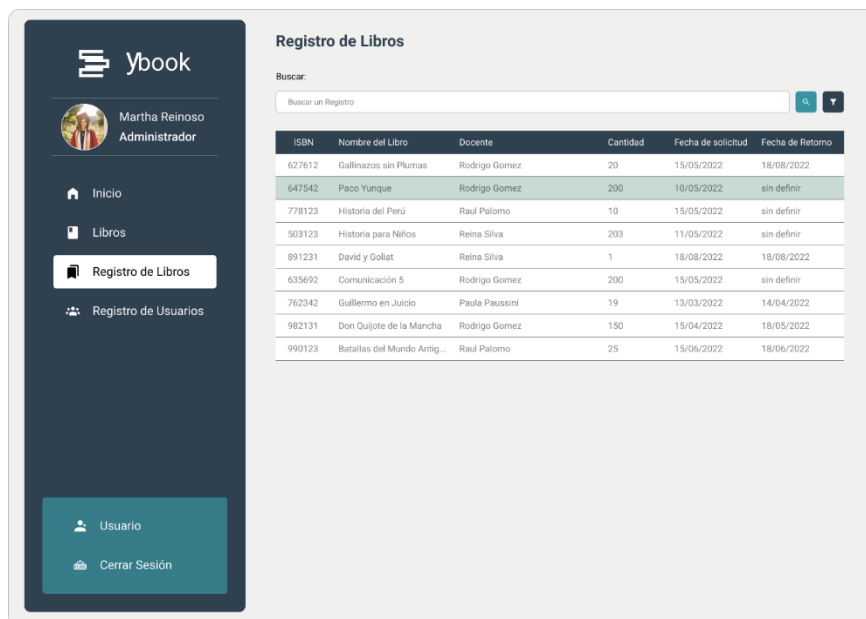 ybook
Martha Reinoso
Administrador
Inicio
Libros
Registro de Libros
Registro de Usuarios
Usuario
Cerrar Sesión
Registro de Libros
Buscar:
Buscar un Registro
ISBN Nombre del Libro Docente Cantidad Fecha de solicitud Fecha de Retorno
627612 Gallinazos sin Plumas Rodrigo Gomez 20 15/05/2022 18/08/2022
647542 Paco Yunque Rodrigo Gomez 200 10/05/2022 sin definir
778123 Historia del Perú Raul Palomo 10 15/05/2022 sin definir
503123 Historia para Niños Reina Silva 203 11/05/2022 sin definir
891231 David y Goliat Reina Silva 1 18/08/2022 18/08/2022
635692 Comunicación 5 Rodrigo Gomez 200 15/05/2022 sin definir
762342 Guillermo en Juicio Paula Paussini 19 13/03/2022 14/04/2022
982131 Don Quijote de la Mancha Rodrigo Gomez 150 15/04/2022 18/05/2022
990123 Batallas del Mundo Antig... Raul Palomo 25 15/06/2022 18/06/2022